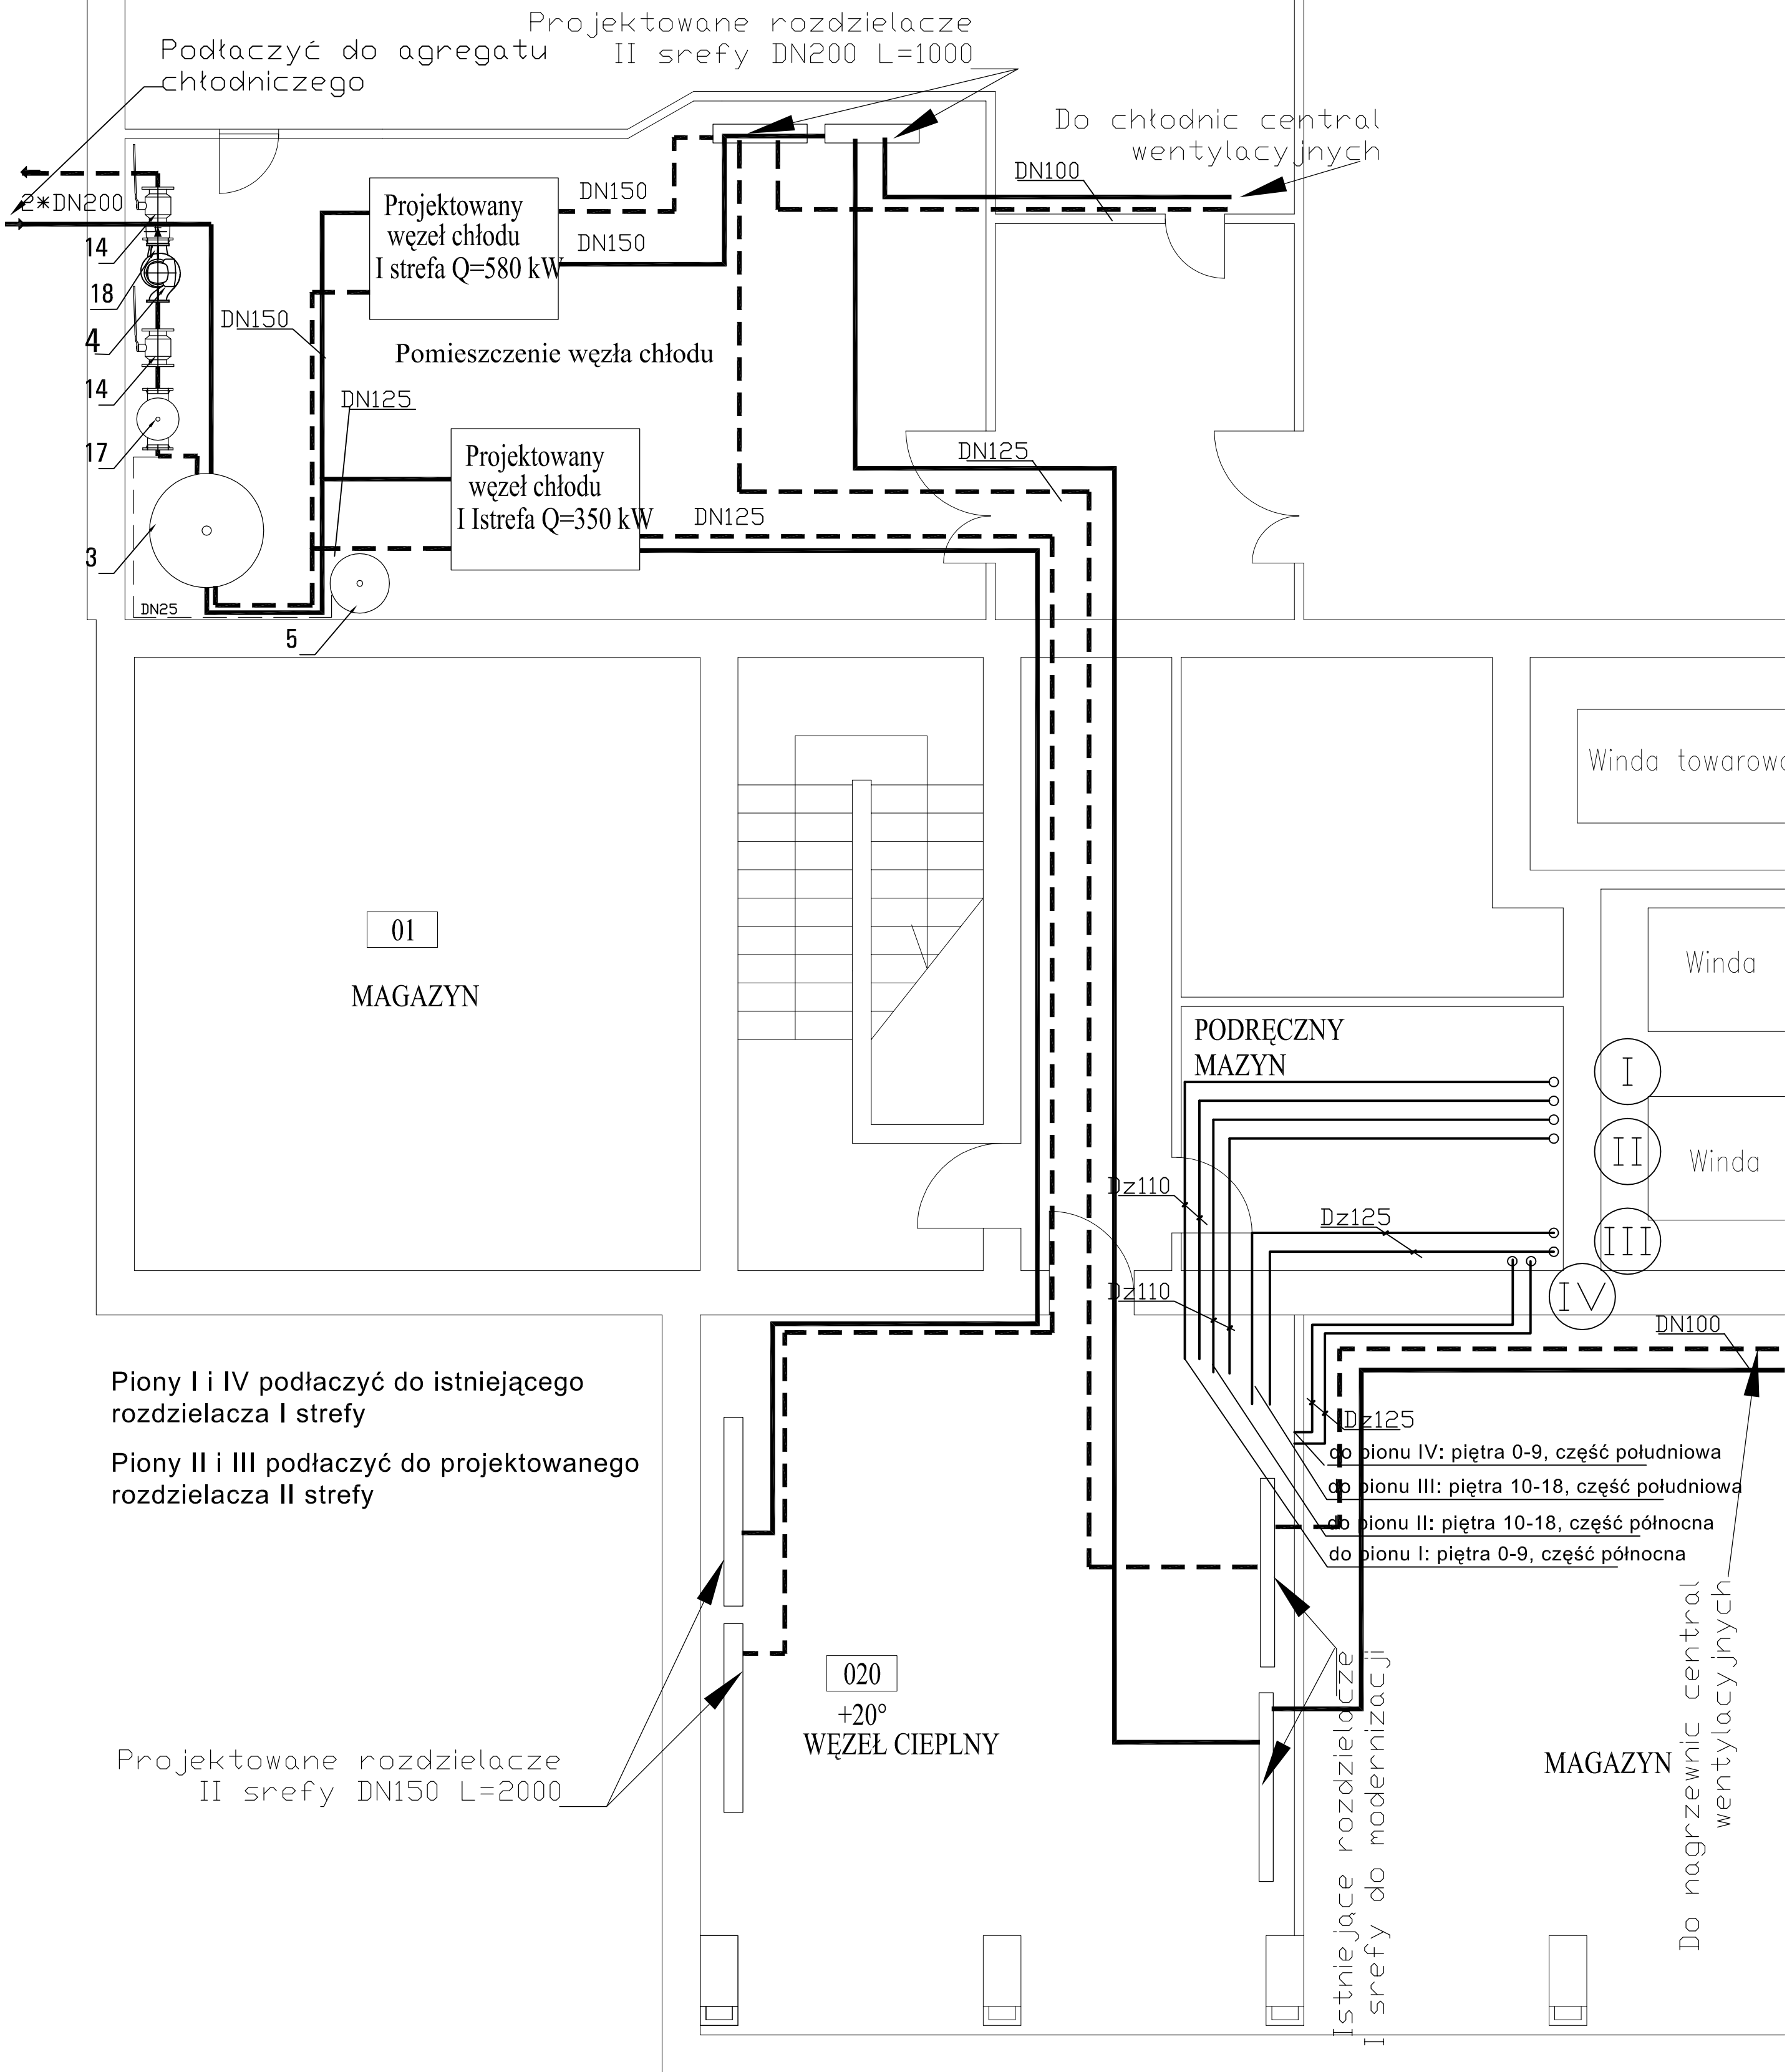 Projektowane rozdzielacze
II srefy DN200 L=1000
Podłaczyć do agregatu
chłodniczego
Do chłodnic central
wentylacyjnych
DN100
2*DN200
14
18
4
14
17
3
5
DN25
DN150
DN125
Projektowany
węzeł chłodu
I strefa Q=580 kW
DN150
DN150
Pomieszczenie węzła chłodu
Projektowany
węzeł chłodu
I Istrefa Q=350 kW
DN125
DN125
Winda towarowa
Winda
Winda
01
MAGAZYN
PODRĘCZNY
MAZYN
I
II
III
IV
Dz110
Dz125
Dz110
DN100
Dz125
Piony I i IV podłaczyć do istniejącego
rozdzielacza I strefy
Piony II i III podłaczyć do projektowanego
rozdzielacza II strefy
do pionu IV: piętra 0-9, część południowa
do pionu III: piętra 10-18, część południowa
do pionu II: piętra 10-18, część północna
do pionu I: piętra 0-9, część północna
020
+20°
WĘZEŁ CIEPLNY
Projektowane rozdzielacze
II srefy DN150 L=2000
Istniejące rozdzielacze
I srefy do modernizacji
MAGAZYN
Do nagrzewnic central
wentylacyjnych